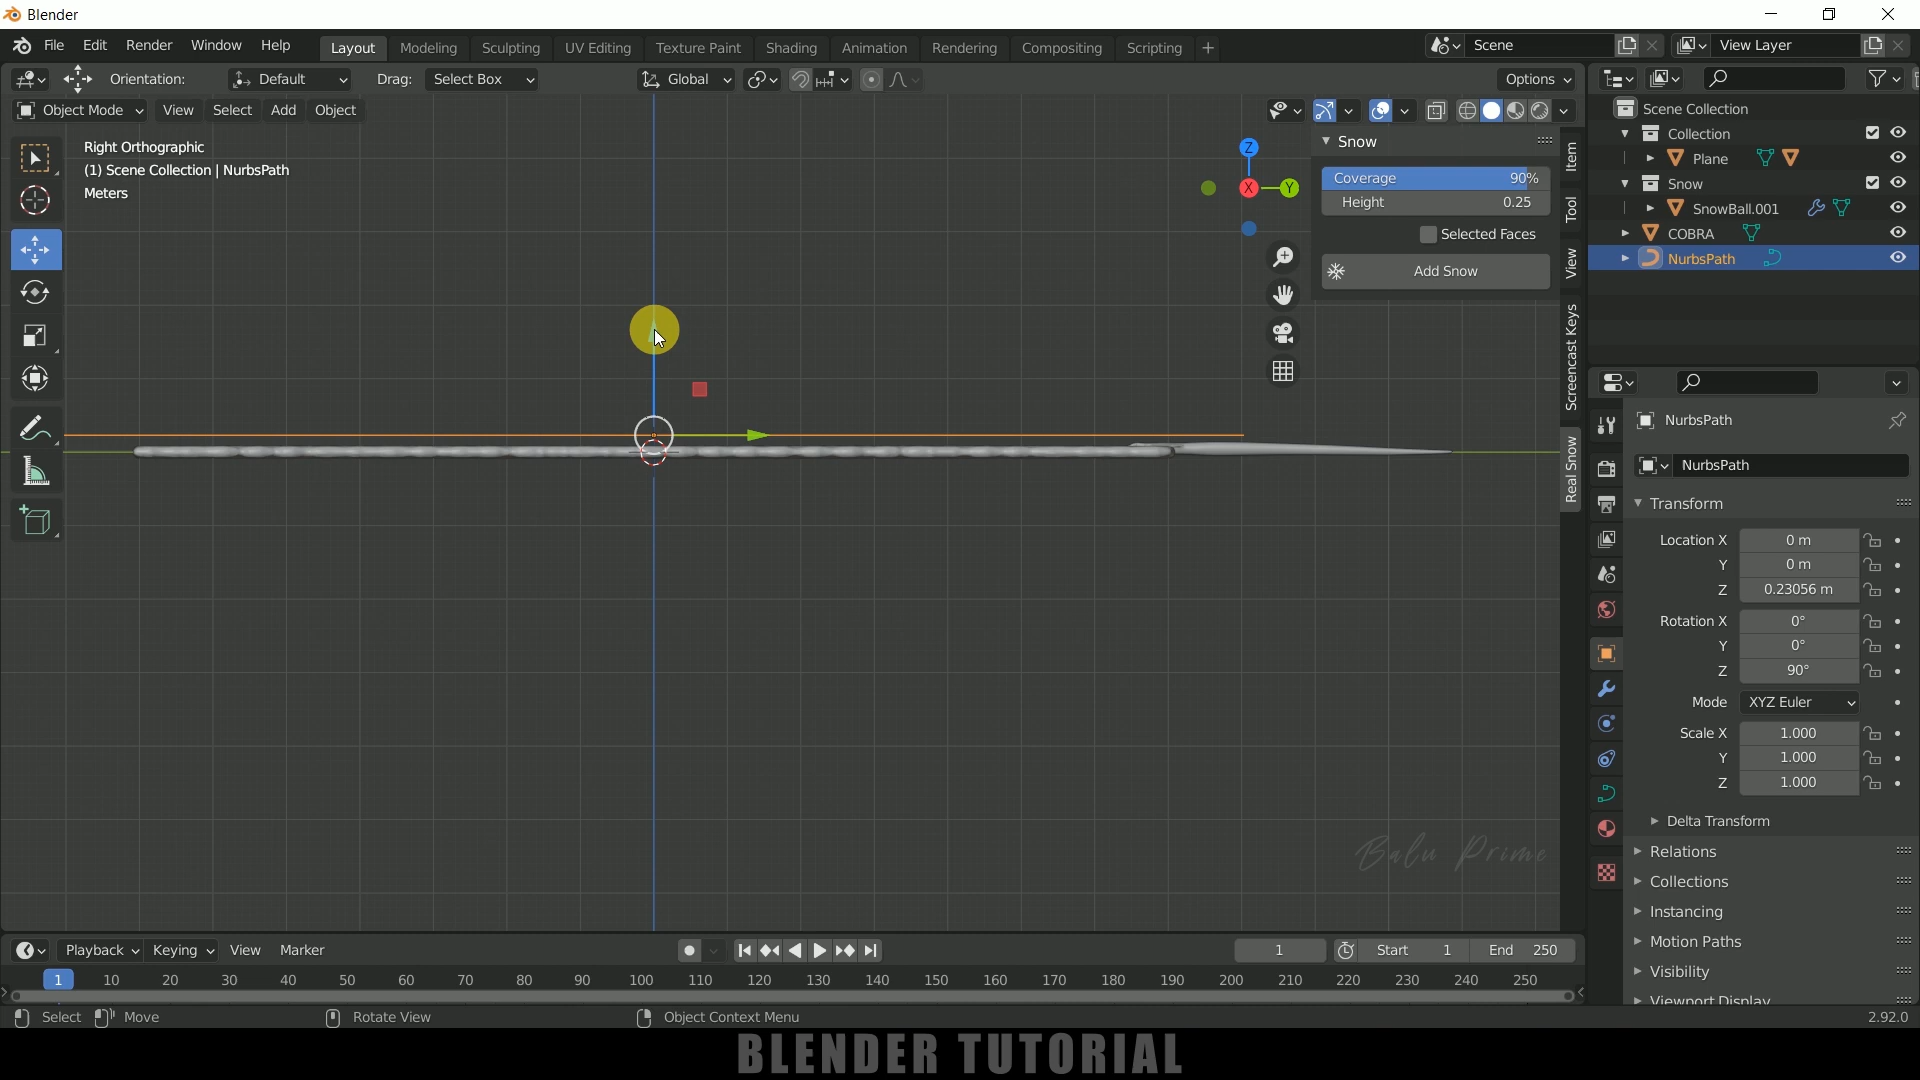 Blender
File Edit Render Window Help
Layout Modeling Sculpting UV Editing Texture Paint Shading Animation Rendering Compositing Scripting +
Scene
View Layer
Orientation: Default Drag: Select Box
Global
Options
Object Mode View Select Add Object
Right Orthographic
(1) Scene Collection | NurbsPath
Meters
Z
X
Y
Snow
Coverage 90%
Height 0.25
Selected Faces
Add Snow
Item
Tool
View
Screencast Keys
Real Snow
Scene Collection
Collection
Plane
Snow
SnowBall.001
COBRA
NurbsPath
NurbsPath
NurbsPath
Transform
Location X 0 m
Y 0 m
Z 0.23056 m
Rotation X 0°
Y 0°
Z 90°
Mode XYZ Euler
Scale X 1.000
Y 1.000
Z 1.000
Delta Transform
Relations
Collections
Instancing
Motion Paths
Visibility
Viewport Display
Balu Prime
Playback Keying View Marker
1
Start 1 End 250
1 10 20 30 40 50 60 70 80 90 100 110 120 130 140 150 160 170 180 190 200 210 220 230 240 250
Select Move Rotate View Object Context Menu
2.92.0
BLENDER TUTORIAL